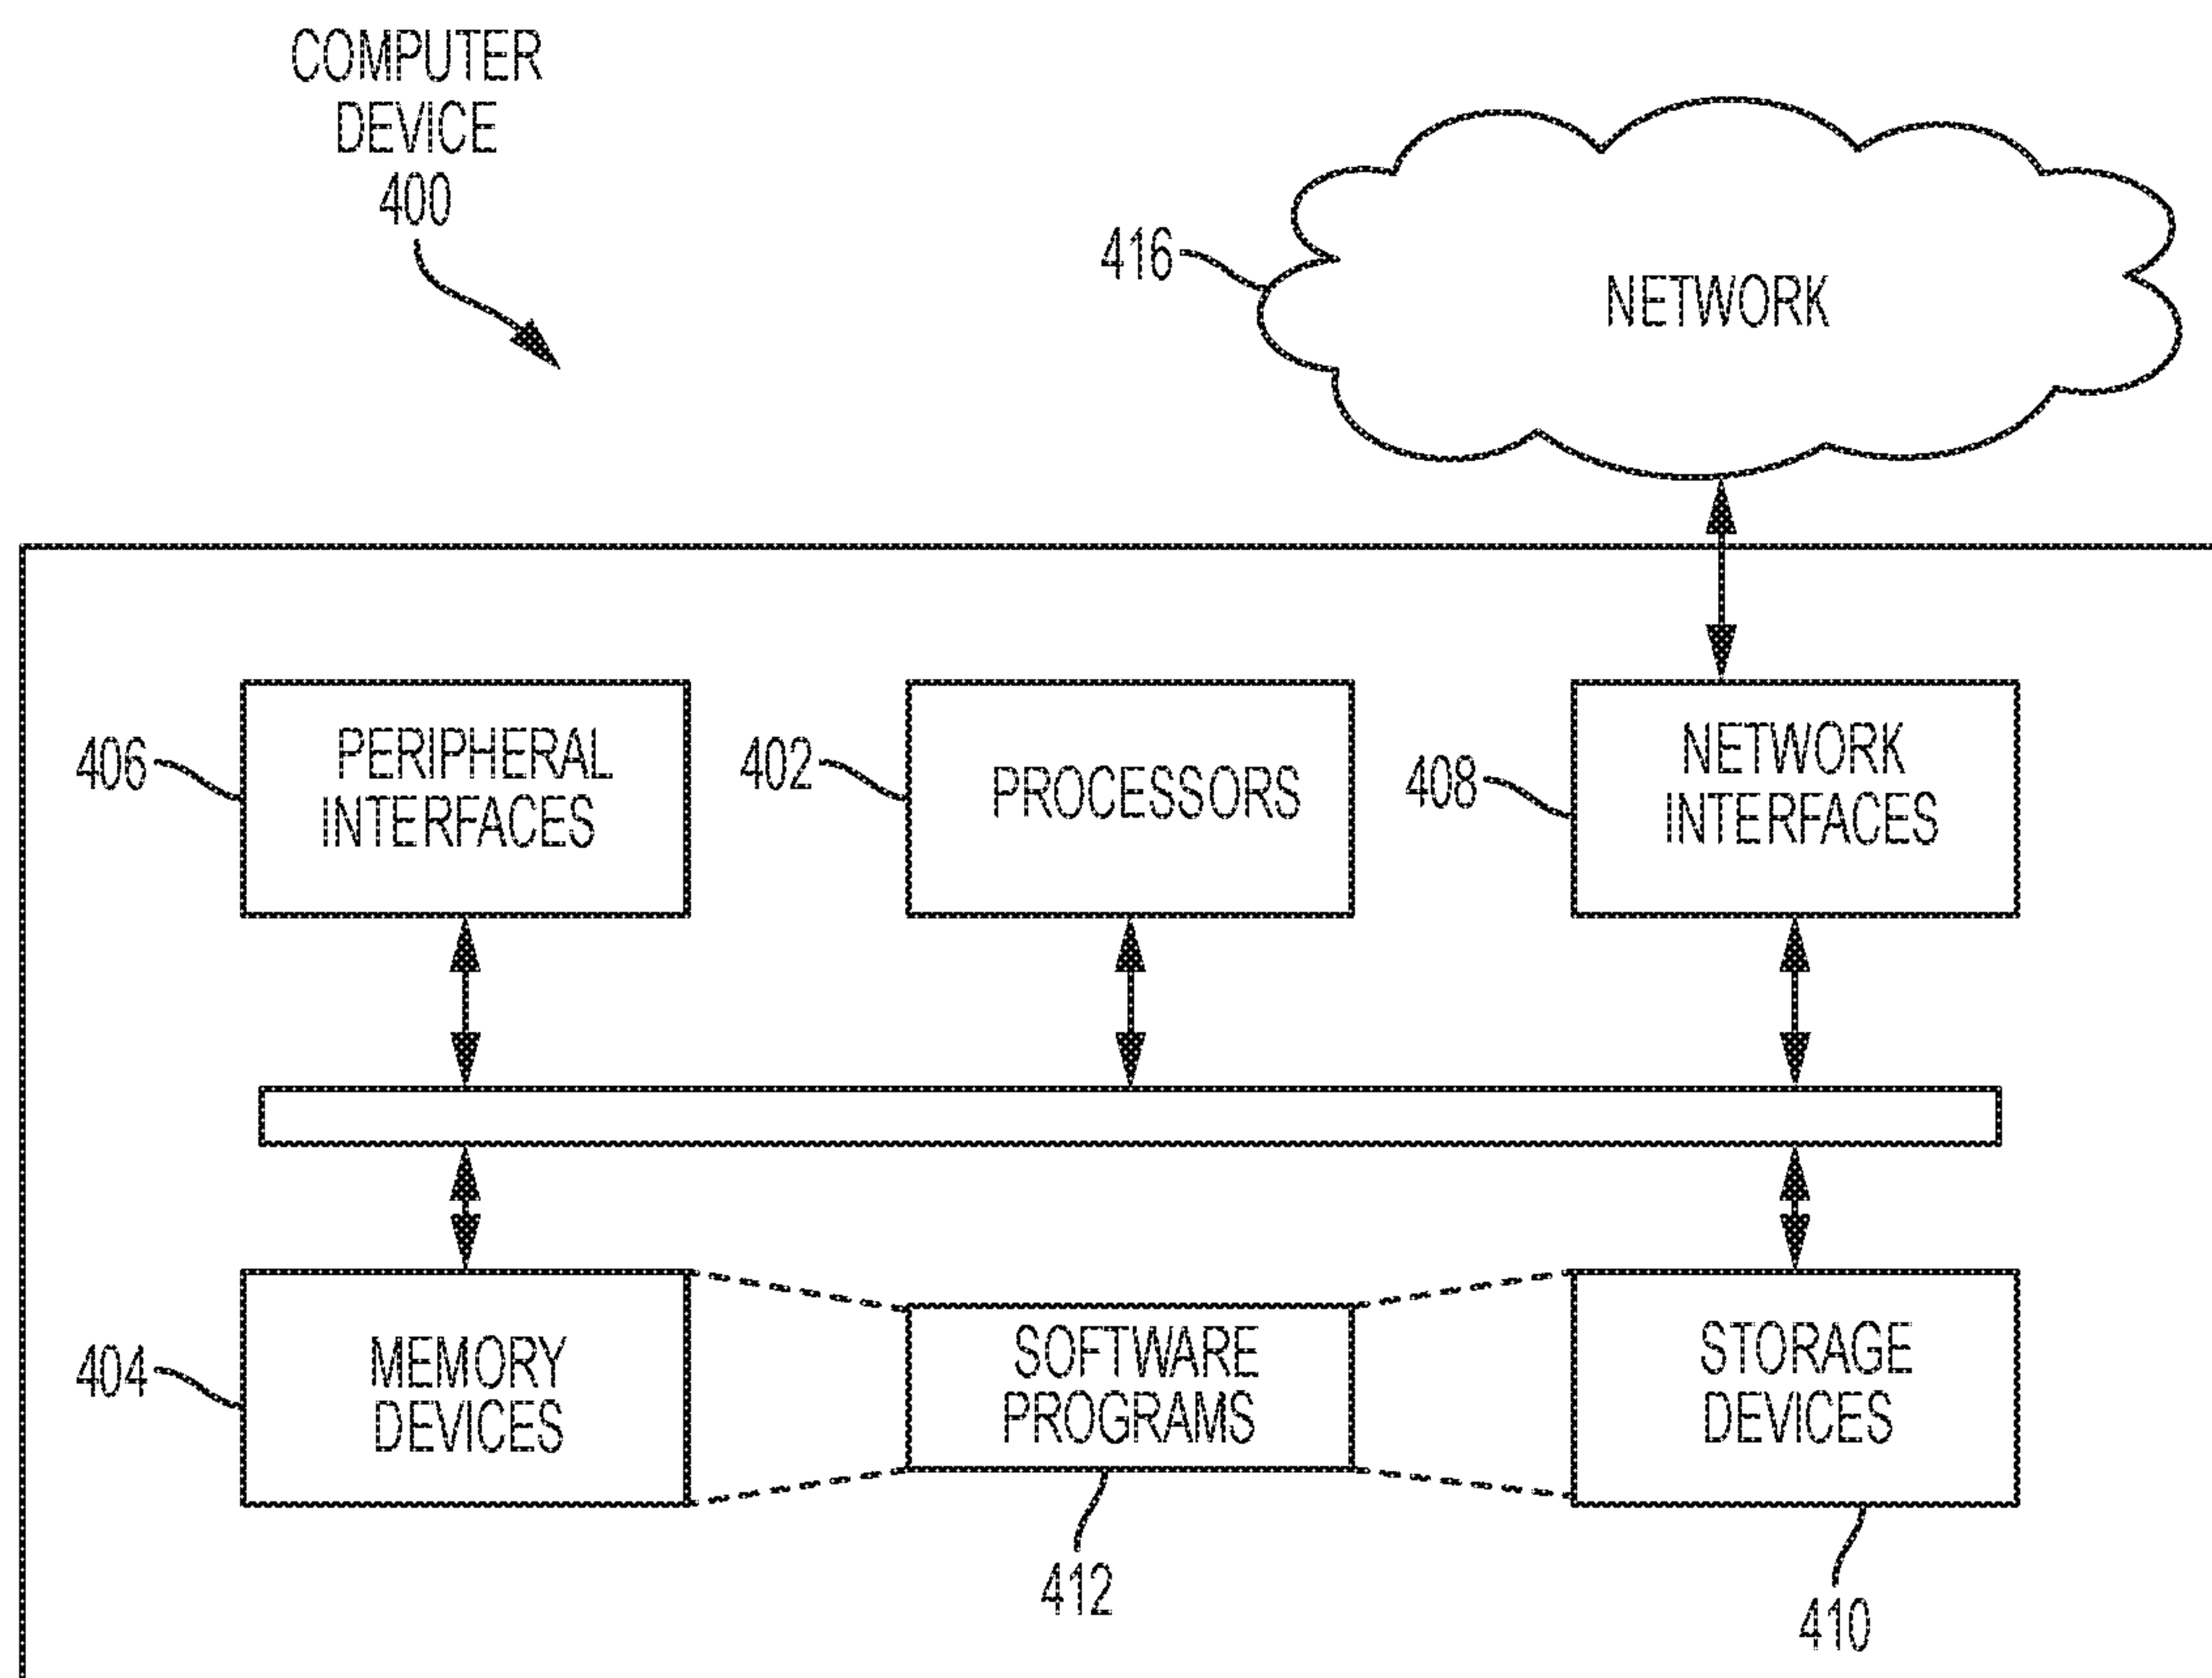 COMPUTER
DEVICE
400
416
NETWORK
406
PERIPHERAL
INTERFACES
402
PROCESSORS
408
NETWORK
INTERFACES
404
MEMORY
DEVICES
SOFTWARE
PROGRAMS
STORAGE
DEVICES
412
410